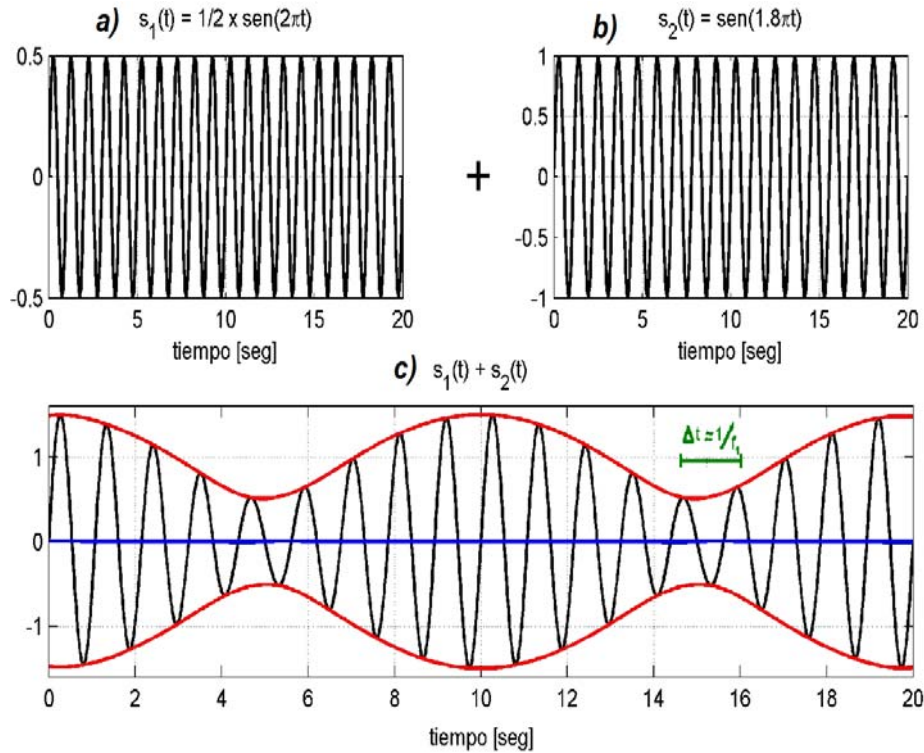 a) s₁(t) = 1/2 x sen(2πt)
0.5
0
-0.5
0 5 10 15 20
tiempo [seg]
+
b) s₂(t) = sen(1.8πt)
1
0.5
0
-0.5
-1
0 5 10 15 20
tiempo [seg]
c) s₁(t) + s₂(t)
1
0
-1
Δt=1/f₁
0 2 4 6 8 10 12 14 16 18 20
tiempo [seg]